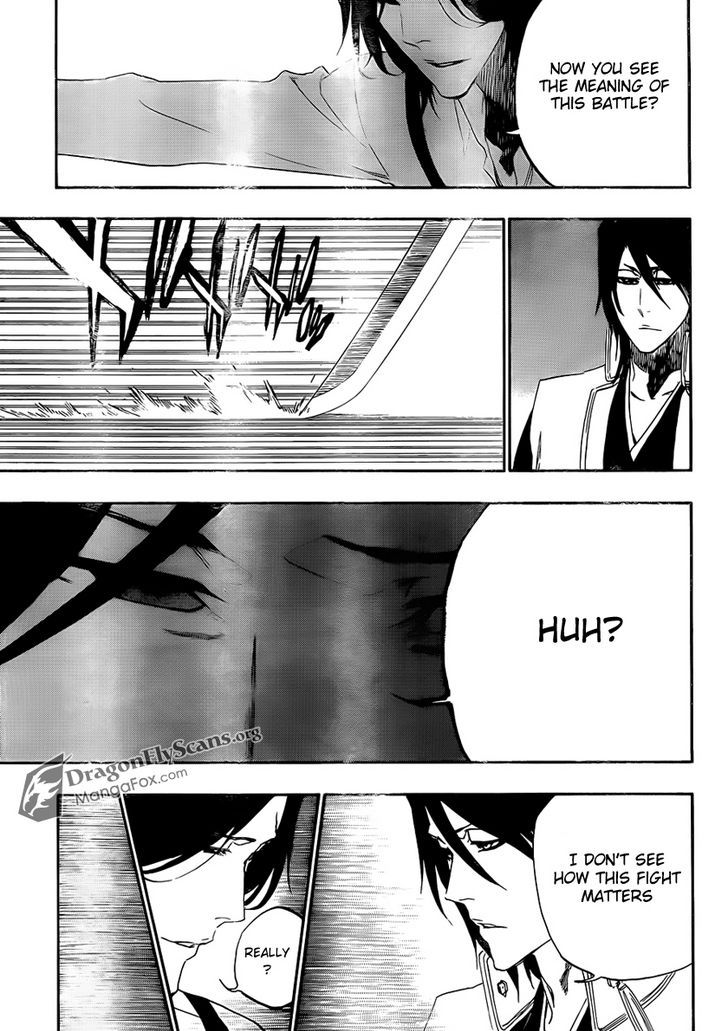 NOW YOU SEE
THE MEANING OF
THIS BATTLE?
HUH?
DragonFlyScans.org
-MangaFox.com
I DON'T SEE
HOW THIS FIGHT
MATTERS
REALLY
?